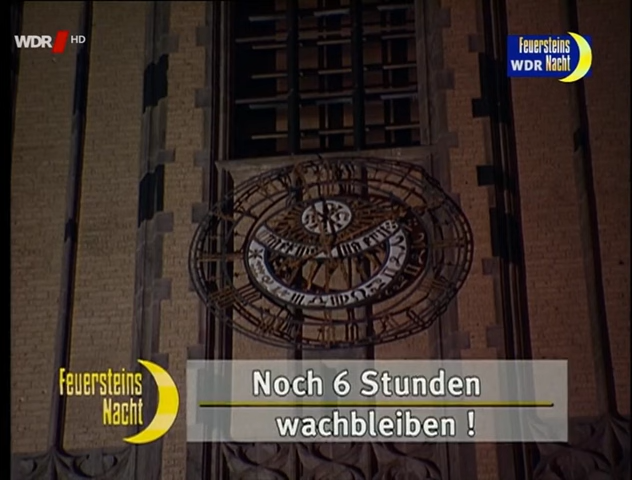 WDR HD
Feuersteins
WDR Nacht
Feuersteins
Nacht
Noch 6 Stunden
wachbleiben !